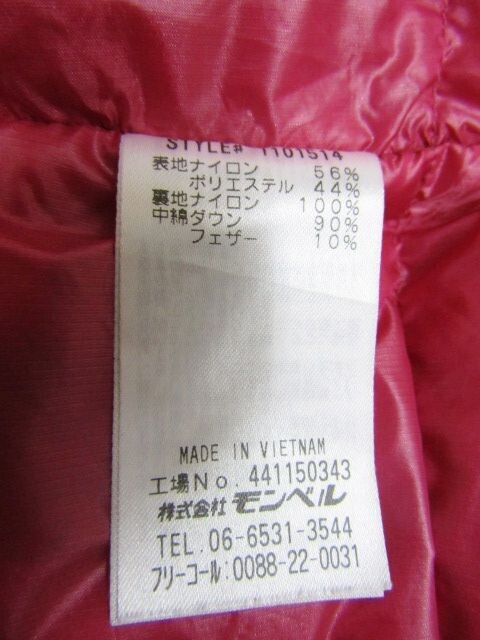 STYLE# 1101514
表地ナイロン 56%
ポリエステル 44%
裏地ナイロン 100%
中綿ダウン 90%
フェザー 10%
MADE IN VIETNAM
工場No. 441150343
株式会社 モンベル
TEL. 06-6531-3544
フリーコール: 0088-22-0031